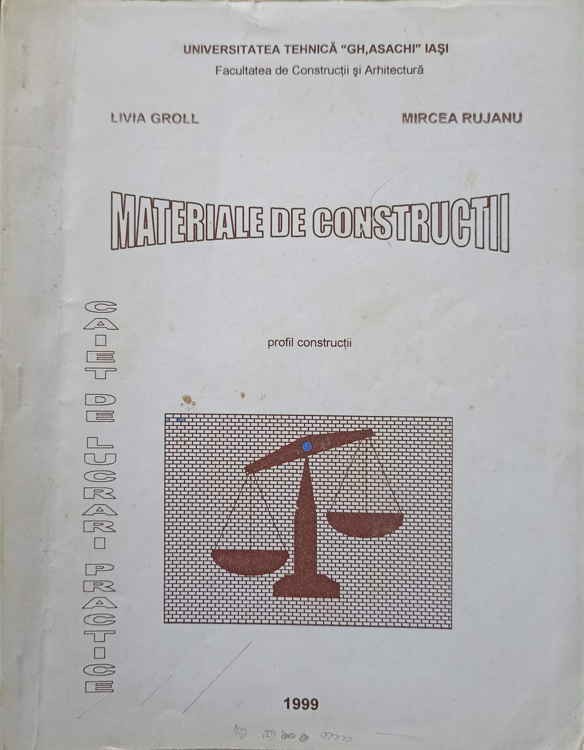 UNIVERSITATEA TEHNICĂ "GH,ASACHI" IAŞI
Facultatea de Construcţii şi Arhitectură
LIVIA GROLL MIRCEA RUJANU
MATERIALE DE CONSTRUCTII
CAIET DE LUCRARI PRACTICE
profil construcţii
1999